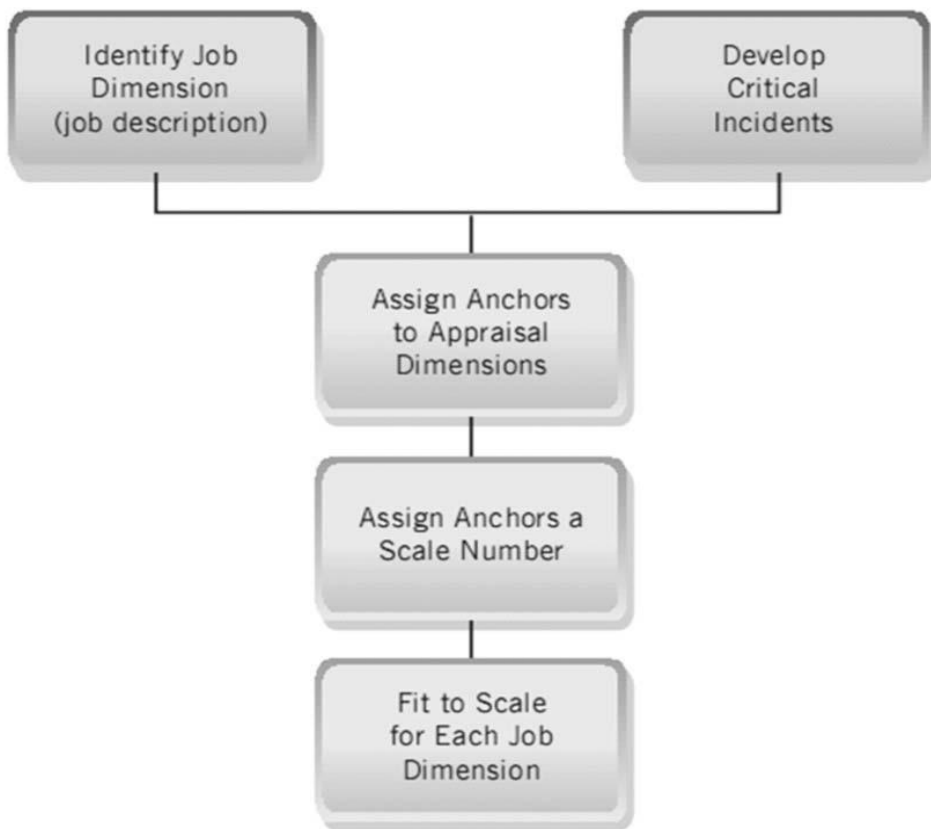 Identify Job
Dimension
(job description)
Develop
Critical
Incidents
Assign Anchors
to Appraisal
Dimensions
Assign Anchors a
Scale Number
Fit to Scale
for Each Job
Dimension